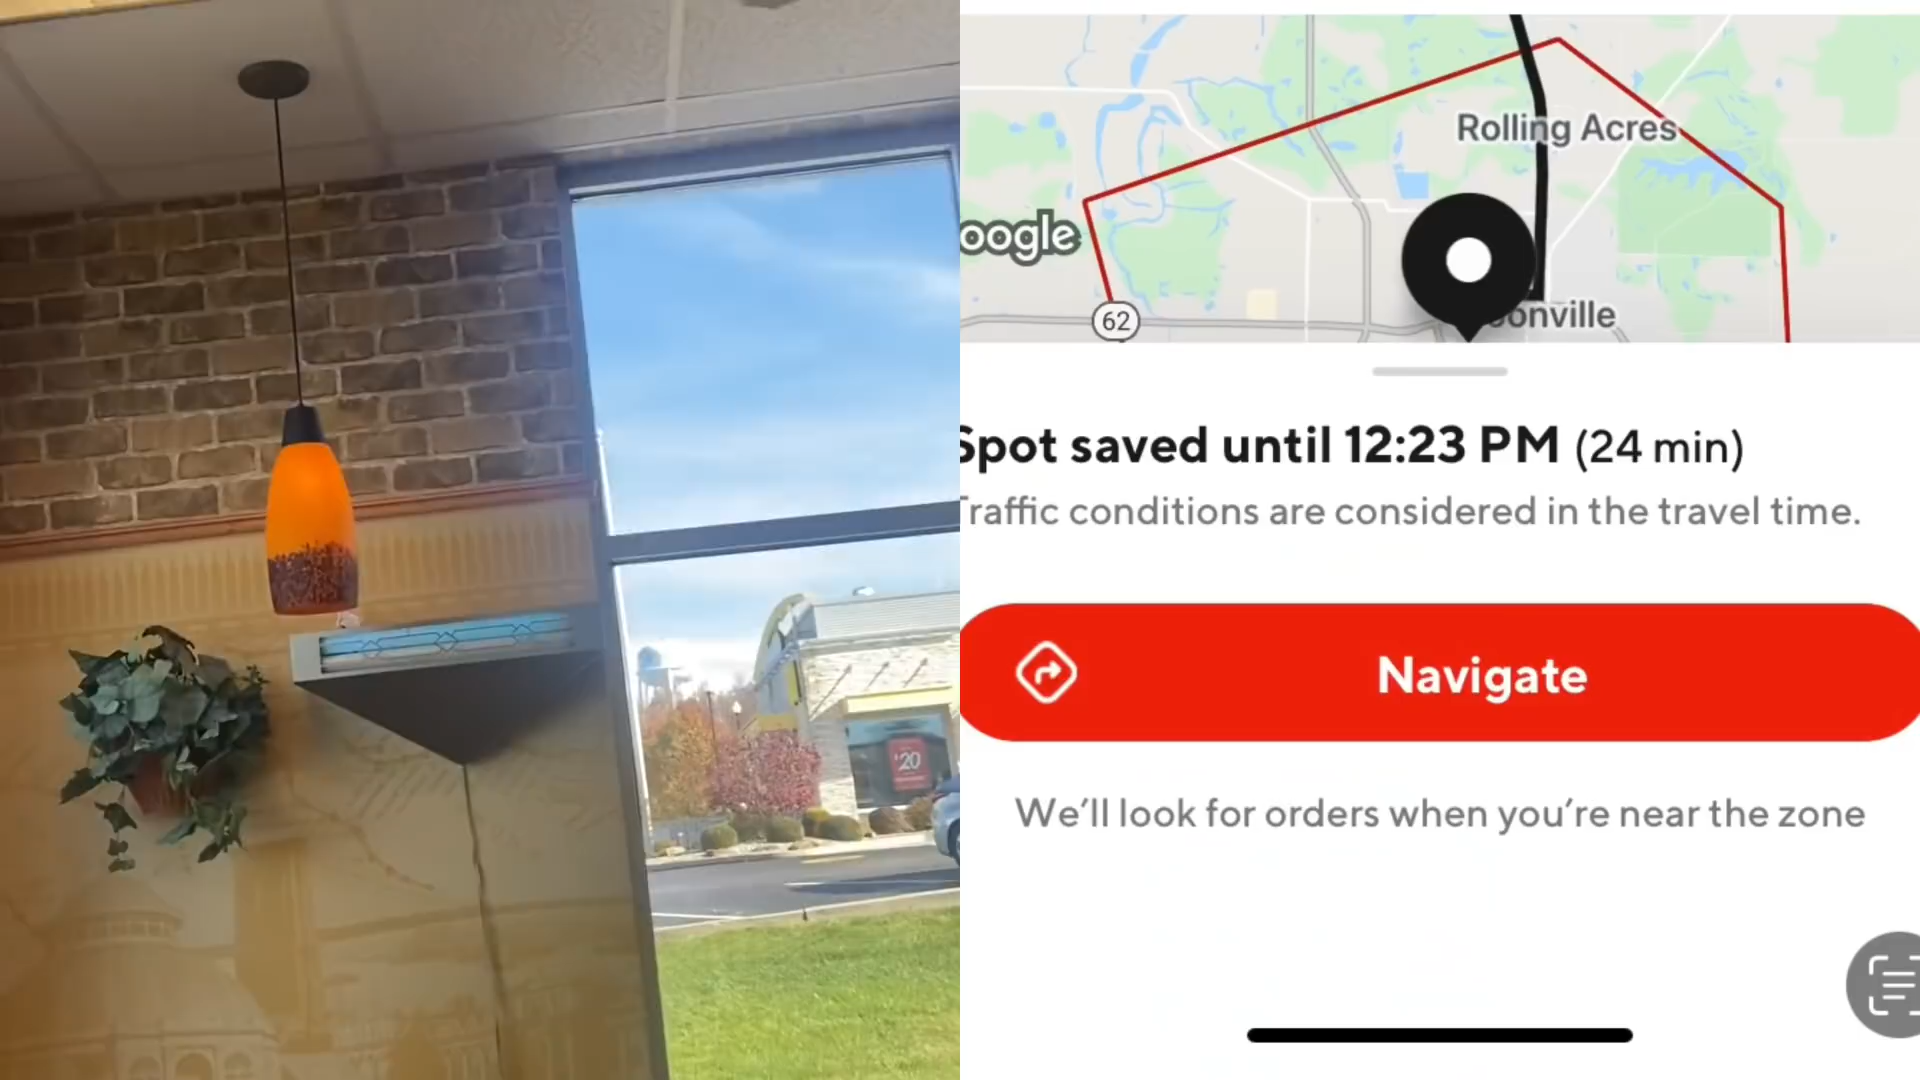 $20
Rolling Acres
oogle
62
onville
Spot saved until 12:23 PM (24 min)
Traffic conditions are considered in the travel time.
Navigate
We'll look for orders when you're near the zone